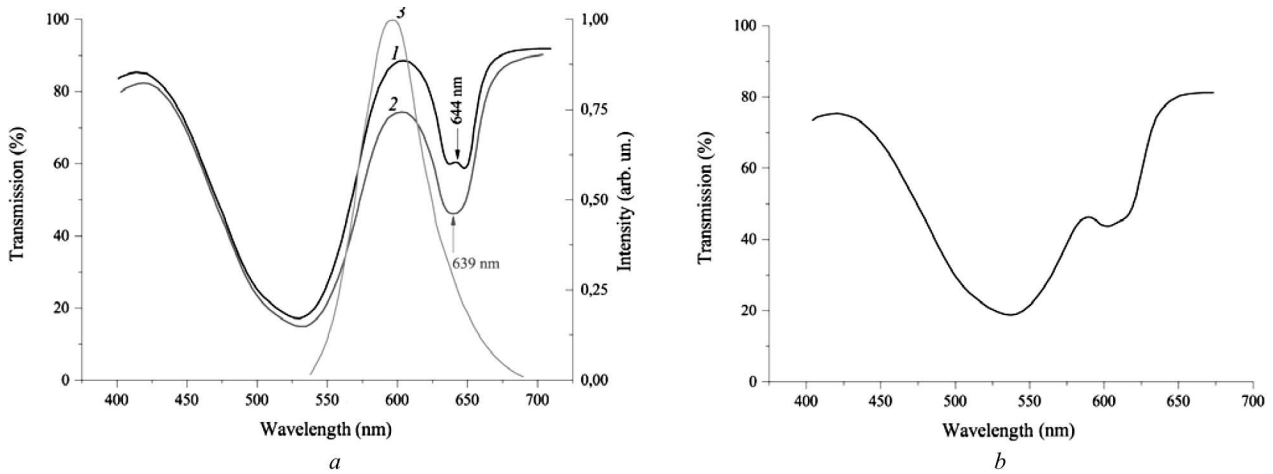 100
80
60
40
20
0
Transmission (%)
400 450 500 550 600 650 700
Wavelength (nm)
1,00
0,75
0,50
0,25
0,00
Intensity (arb. un.)
3
1
2
644 nm
639 nm
a
100
80
60
40
20
0
Transmission (%)
400 450 500 550 600 650 700
Wavelength (nm)
b